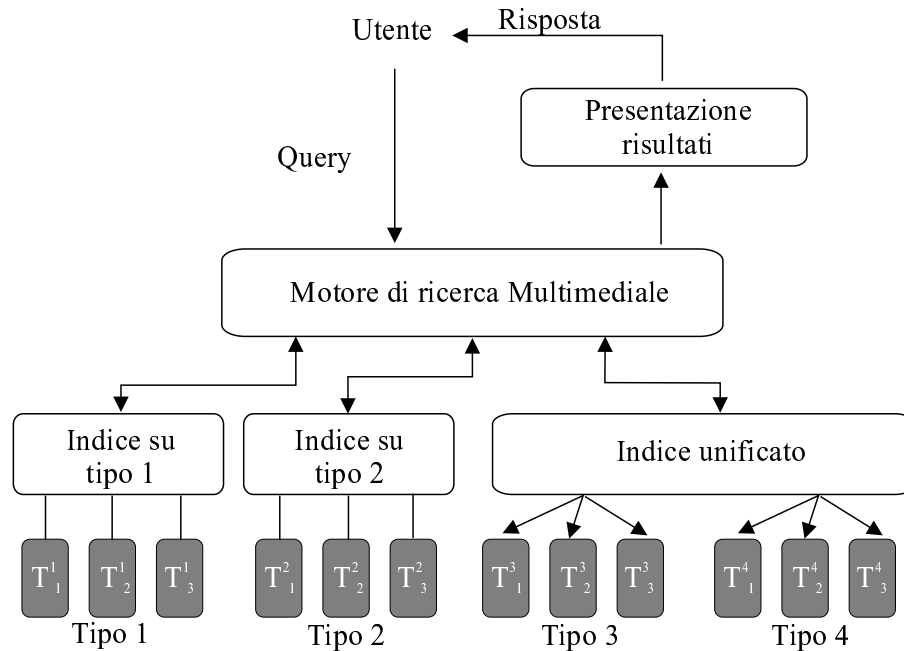 Utente
Risposta
Presentazione
risultati
Query
Motore di ricerca Multimediale
Indice su
tipo 1
Indice su
tipo 2
Indice unificato
T¹₁ T¹₂ T¹₃
T²₁ T²₂ T²₃
T³₁ T³₂ T³₃
T⁴₁ T⁴₂ T⁴₃
Tipo 1
Tipo 2
Tipo 3
Tipo 4